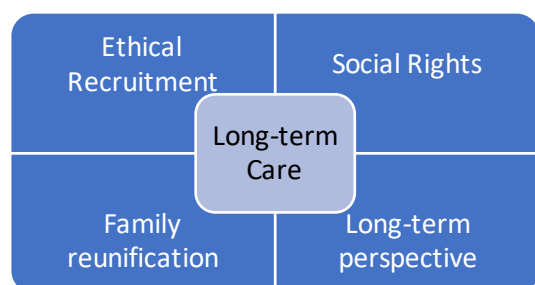 Ethical
Recruitment
Social Rights
Long-term
Care
Family
reunification
Long-term
perspective